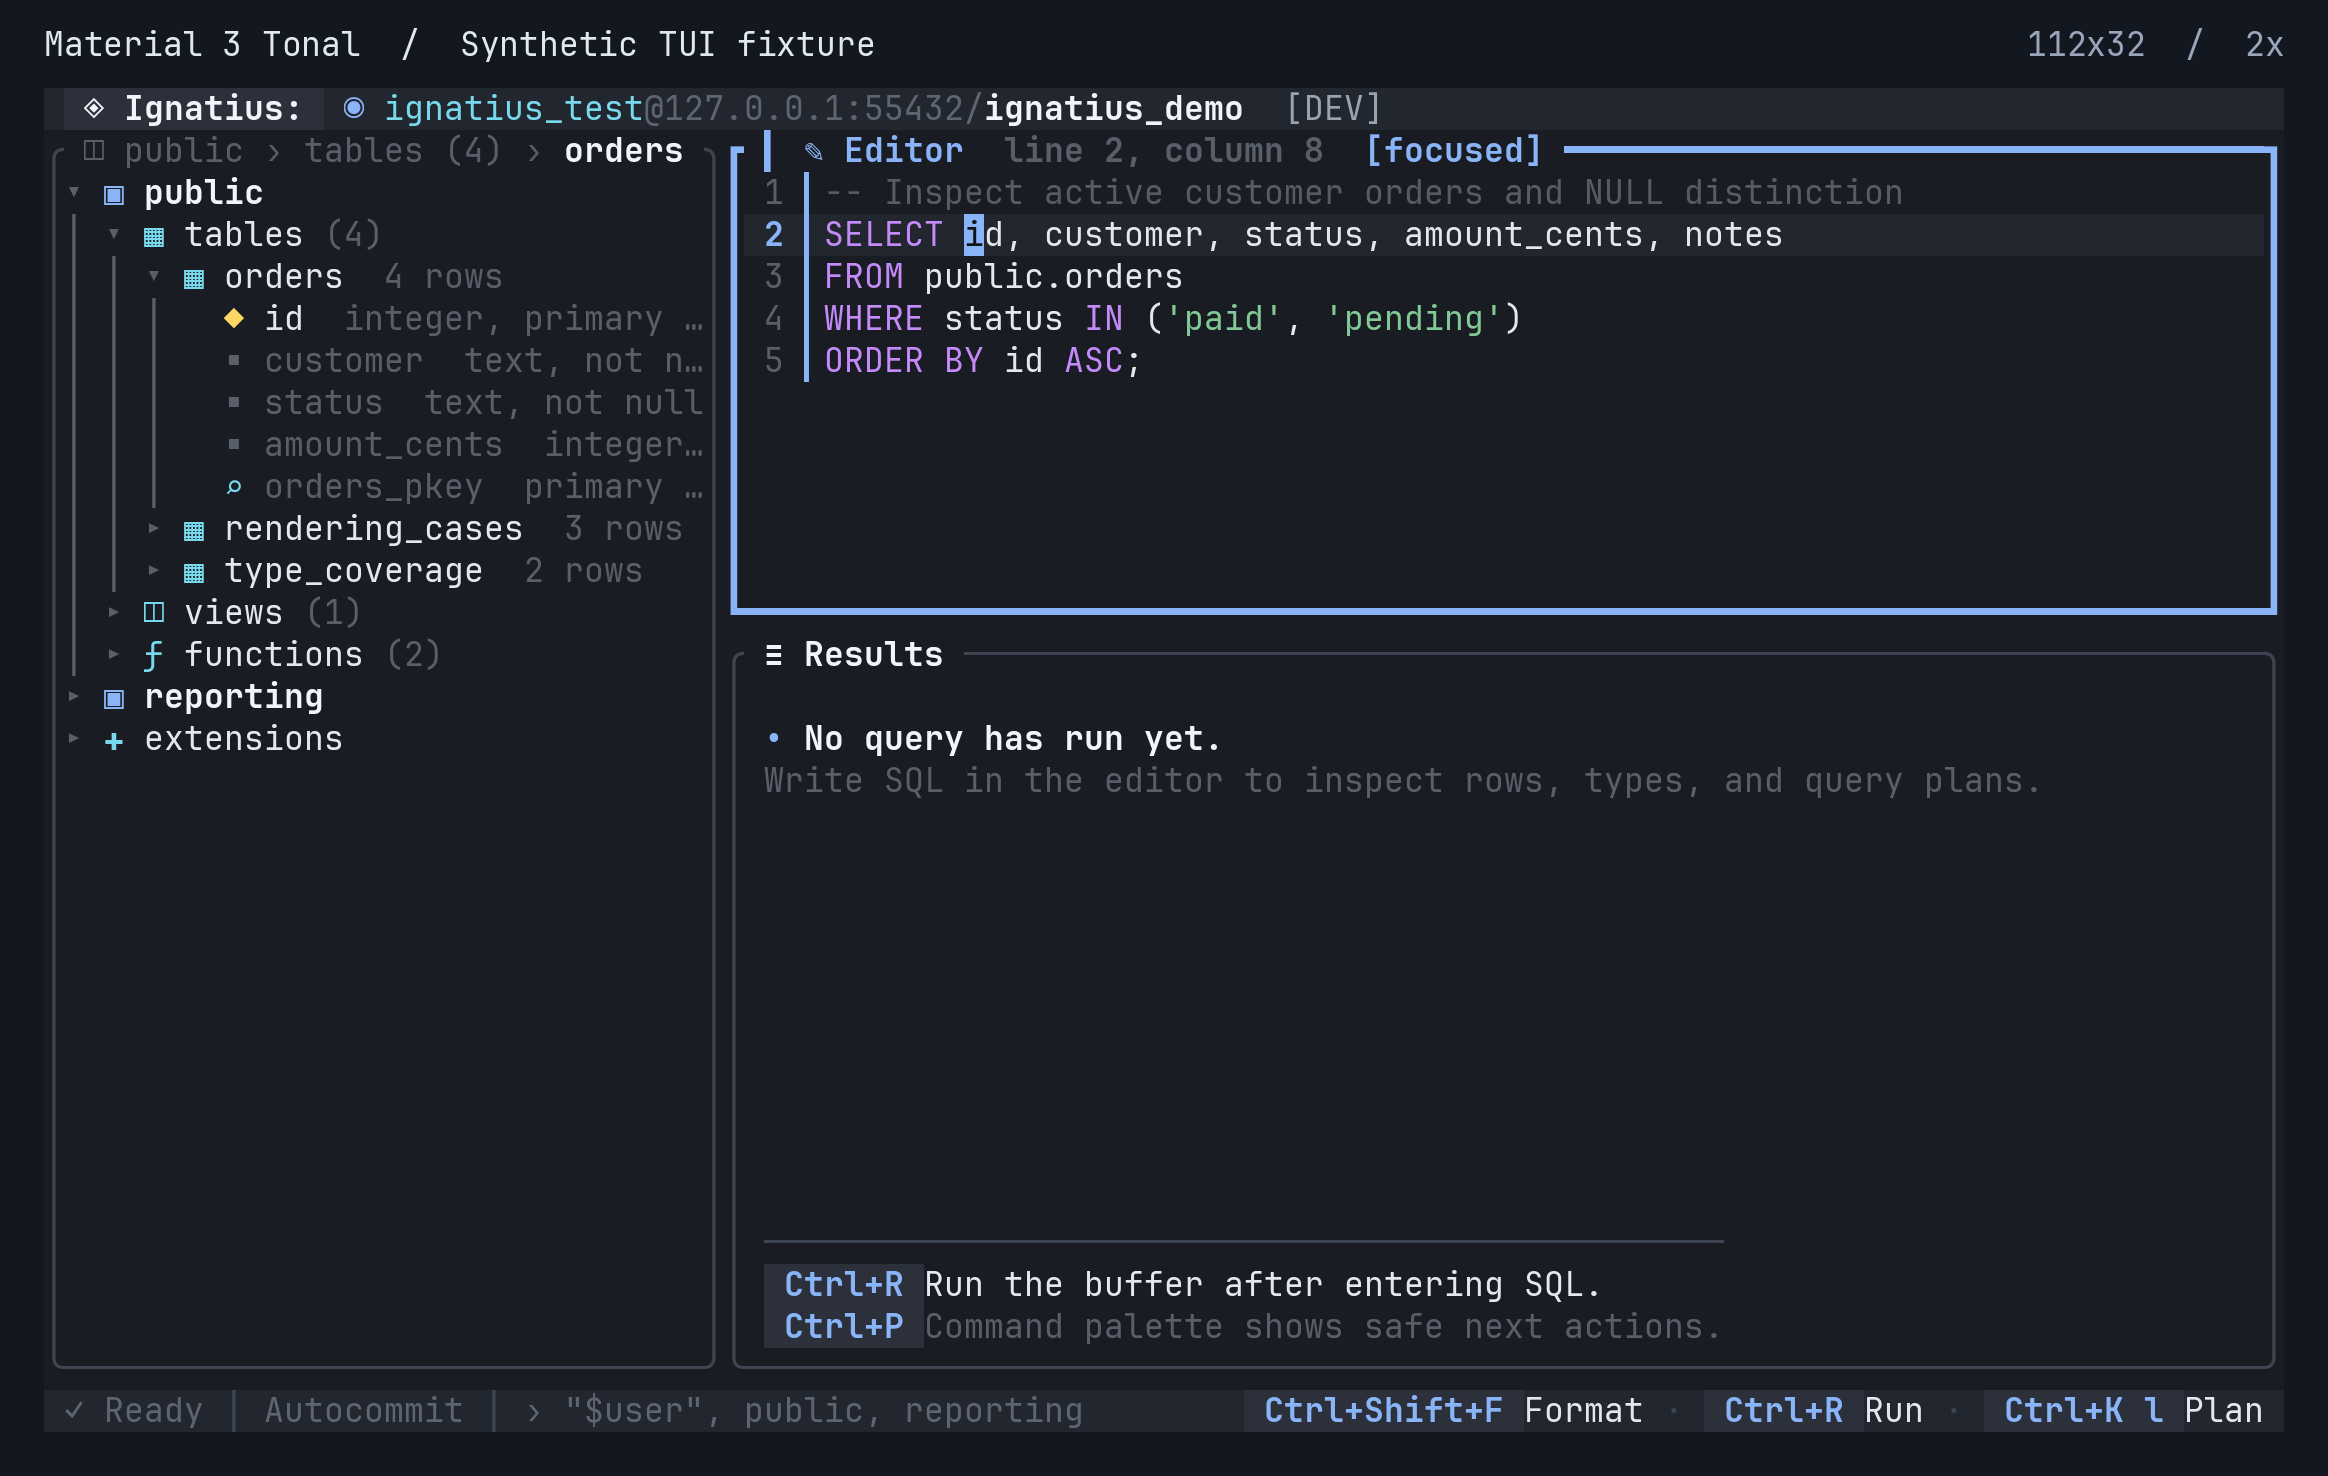 Material 3 Tonal / Synthetic TUI fixture
112x32 / 2x
Ignatius: ignatius_test@127.0.0.1:55432/ignatius_demo [DEV]
public › tables (4) › orders
public
tables (4)
orders 4 rows
id integer, primary …
customer text, not n…
status text, not null
amount_cents integer…
orders_pkey primary …
rendering_cases 3 rows
type_coverage 2 rows
views (1)
functions (2)
reporting
extensions
Editor line 2, column 8 [focused]
1 -- Inspect active customer orders and NULL distinction
2 SELECT id, customer, status, amount_cents, notes
3 FROM public.orders
4 WHERE status IN ('paid', 'pending')
5 ORDER BY id ASC;
Results
• No query has run yet.
Write SQL in the editor to inspect rows, types, and query plans.
Ctrl+R Run the buffer after entering SQL.
Ctrl+P Command palette shows safe next actions.
✓ Ready │ Autocommit │ › "$user", public, reporting
Ctrl+Shift+F Format · Ctrl+R Run · Ctrl+K l Plan